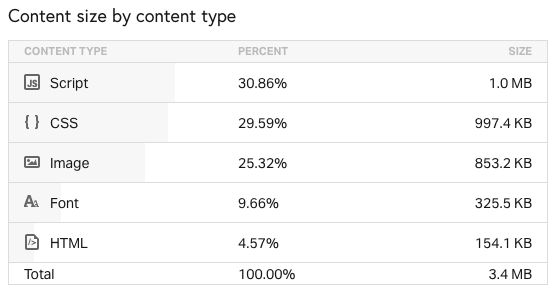 Content size by content type
CONTENT TYPE PERCENT SIZE
JS Script 30.86% 1.0 MB
{ } CSS 29.59% 997.4 KB
Image 25.32% 853.2 KB
AA Font 9.66% 325.5 KB
</> HTML 4.57% 154.1 KB
Total 100.00% 3.4 MB